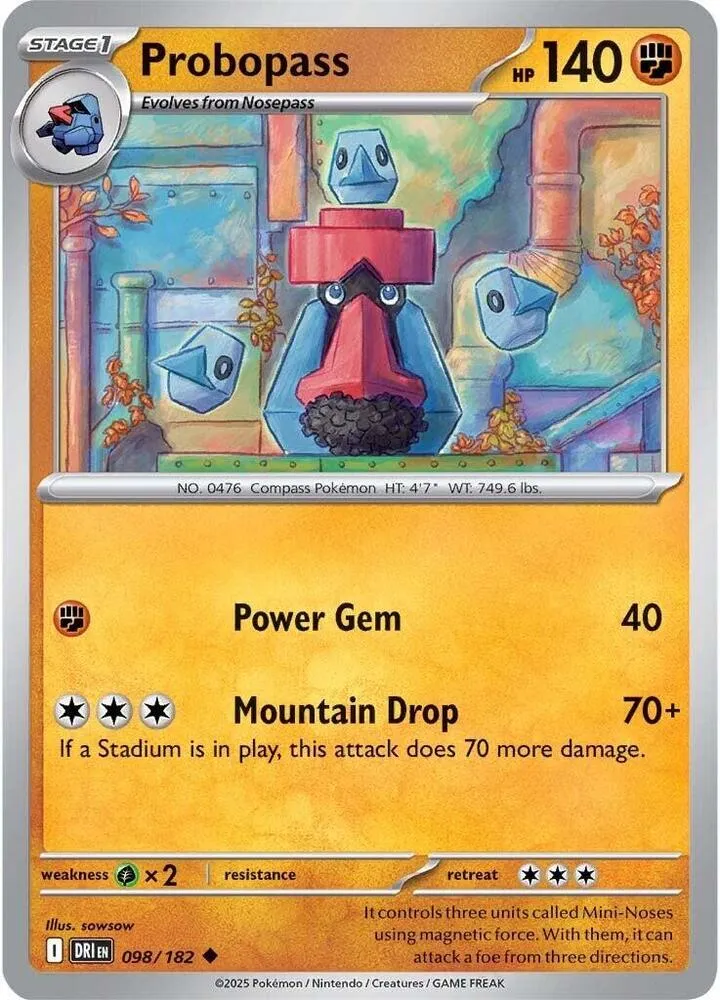 STAGE 1
Probopass
HP 140
Evolves from Nosepass
NO. 0476 Compass Pokémon HT: 4'7" WT: 749.6 lbs.
Power Gem 40
Mountain Drop 70+
If a Stadium is in play, this attack does 70 more damage.
weakness ×2 resistance retreat
Illus. sowsow
It controls three units called Mini-Noses
using magnetic force. With them, it can
attack a foe from three directions.
I DRI EN 098/182
©2025 Pokémon / Nintendo / Creatures / GAME FREAK